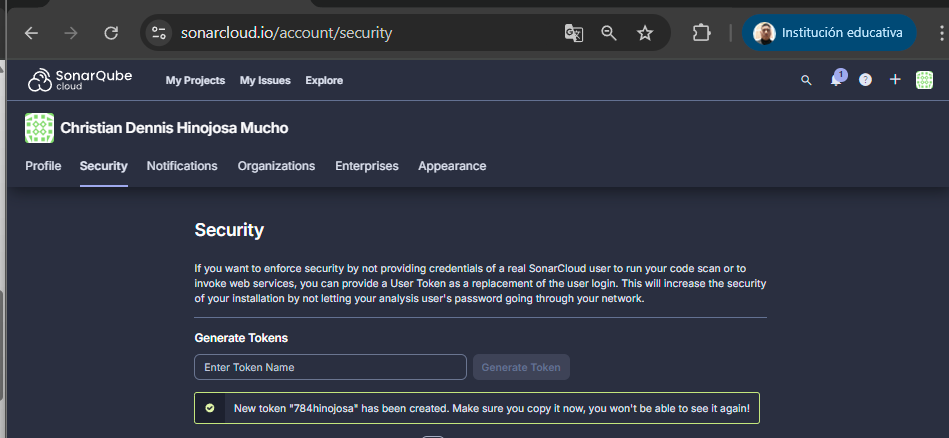 sonarcloud.io/account/security
Institución educativa
SonarQube
cloud
My Projects My Issues Explore
1
Christian Dennis Hinojosa Mucho
Profile Security Notifications Organizations Enterprises Appearance
Security
If you want to enforce security by not providing credentials of a real SonarCloud user to run your code scan or to
invoke web services, you can provide a User Token as a replacement of the user login. This will increase the security
of your installation by not letting your analysis user's password going through your network.
Generate Tokens
Enter Token Name
Generate Token
New token "784hinojosa" has been created. Make sure you copy it now, you won't be able to see it again!